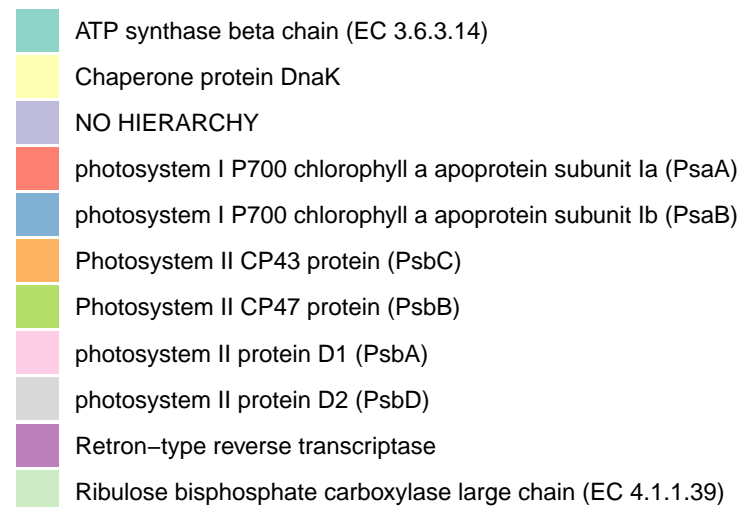 ATP synthase beta chain (EC 3.6.3.14)
Chaperone protein DnaK
NO HIERARCHY
photosystem I P700 chlorophyll a apoprotein subunit Ia (PsaA)
photosystem I P700 chlorophyll a apoprotein subunit Ib (PsaB)
Photosystem II CP43 protein (PsbC)
Photosystem II CP47 protein (PsbB)
photosystem II protein D1 (PsbA)
photosystem II protein D2 (PsbD)
Retron−type reverse transcriptase
Ribulose bisphosphate carboxylase large chain (EC 4.1.1.39)